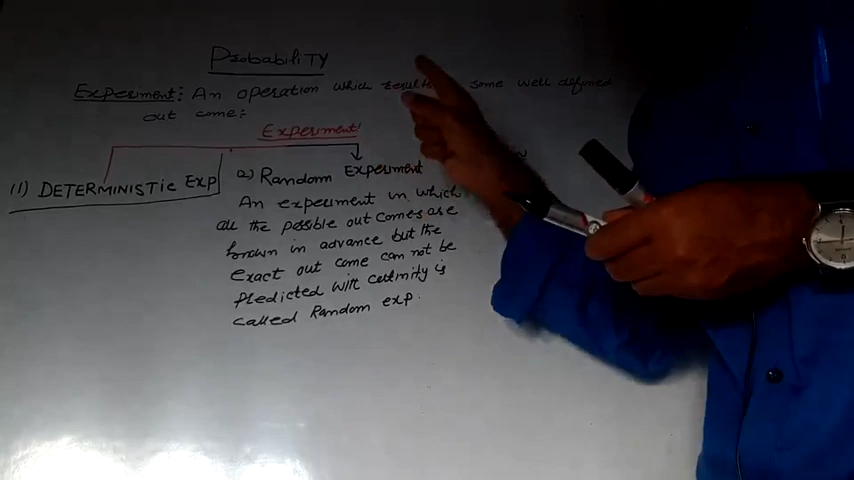 Probability
Experiment: An operation which results some well defined
out come:
Experiment!
(1) DETERMINISTIC Exp
2) Random Experiment
An experiment in which
all the possible out comes are
known in advance but the
exact out come can not be
predicted with certinity is
called Random exp.